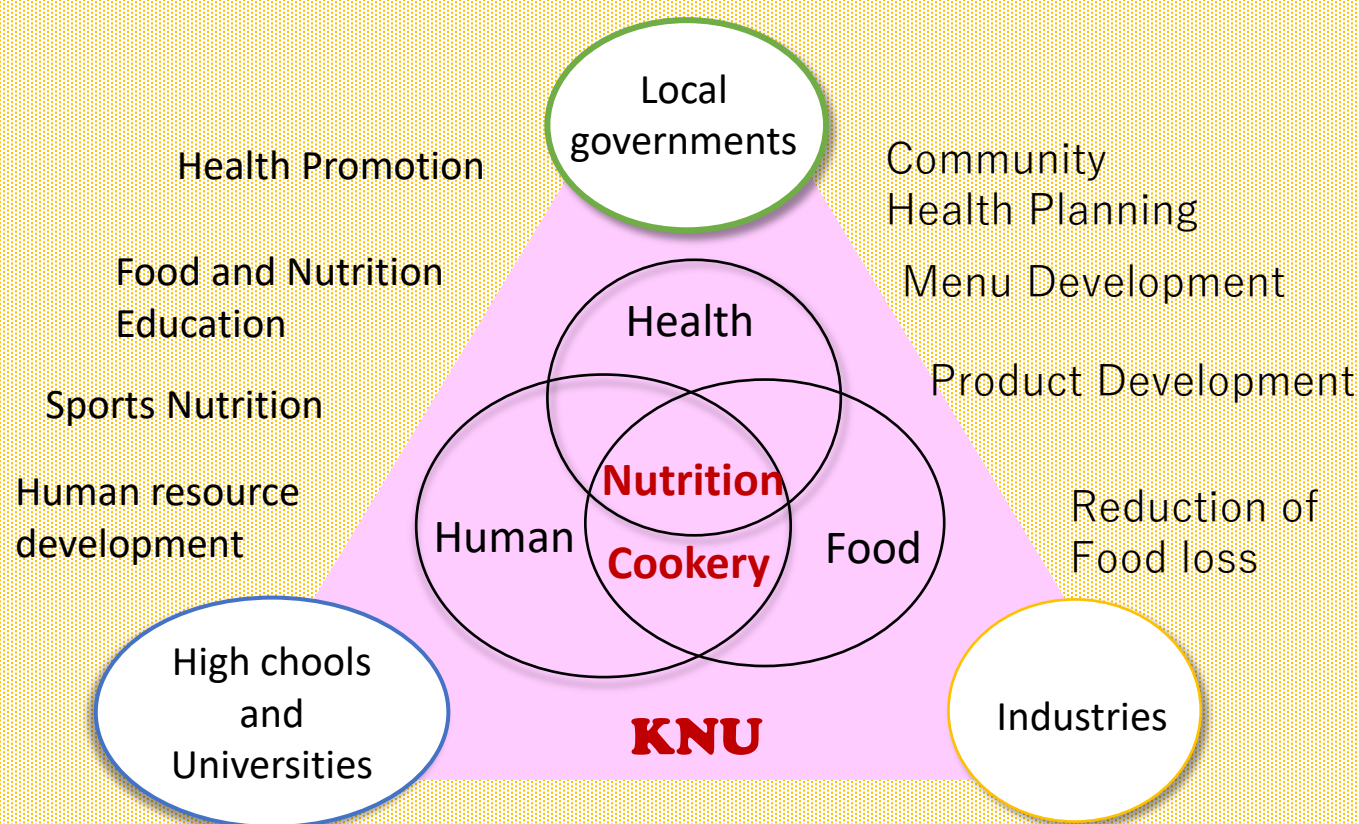 Local
governments
Health Promotion
Community
Health Planning
Food and Nutrition
Education
Menu Development
Health
Sports Nutrition
Product Development
Human resource
development
Nutrition
Human
Cookery
Food
Reduction of
Food loss
High chools
and
Universities
KNU
Industries